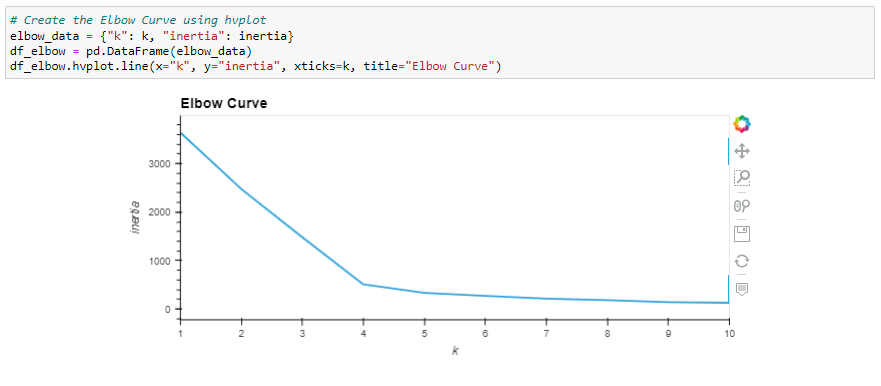 # Create the Elbow Curve using hvplot
elbow_data = {"k": k, "inertia": inertia}
df_elbow = pd.DataFrame(elbow_data)
df_elbow.hvplot.line(x="k", y="inertia", xticks=k, title="Elbow Curve")
Elbow Curve
3000
2000
1000
0
inertia
1 2 3 4 5 6 7 8 9 10
k